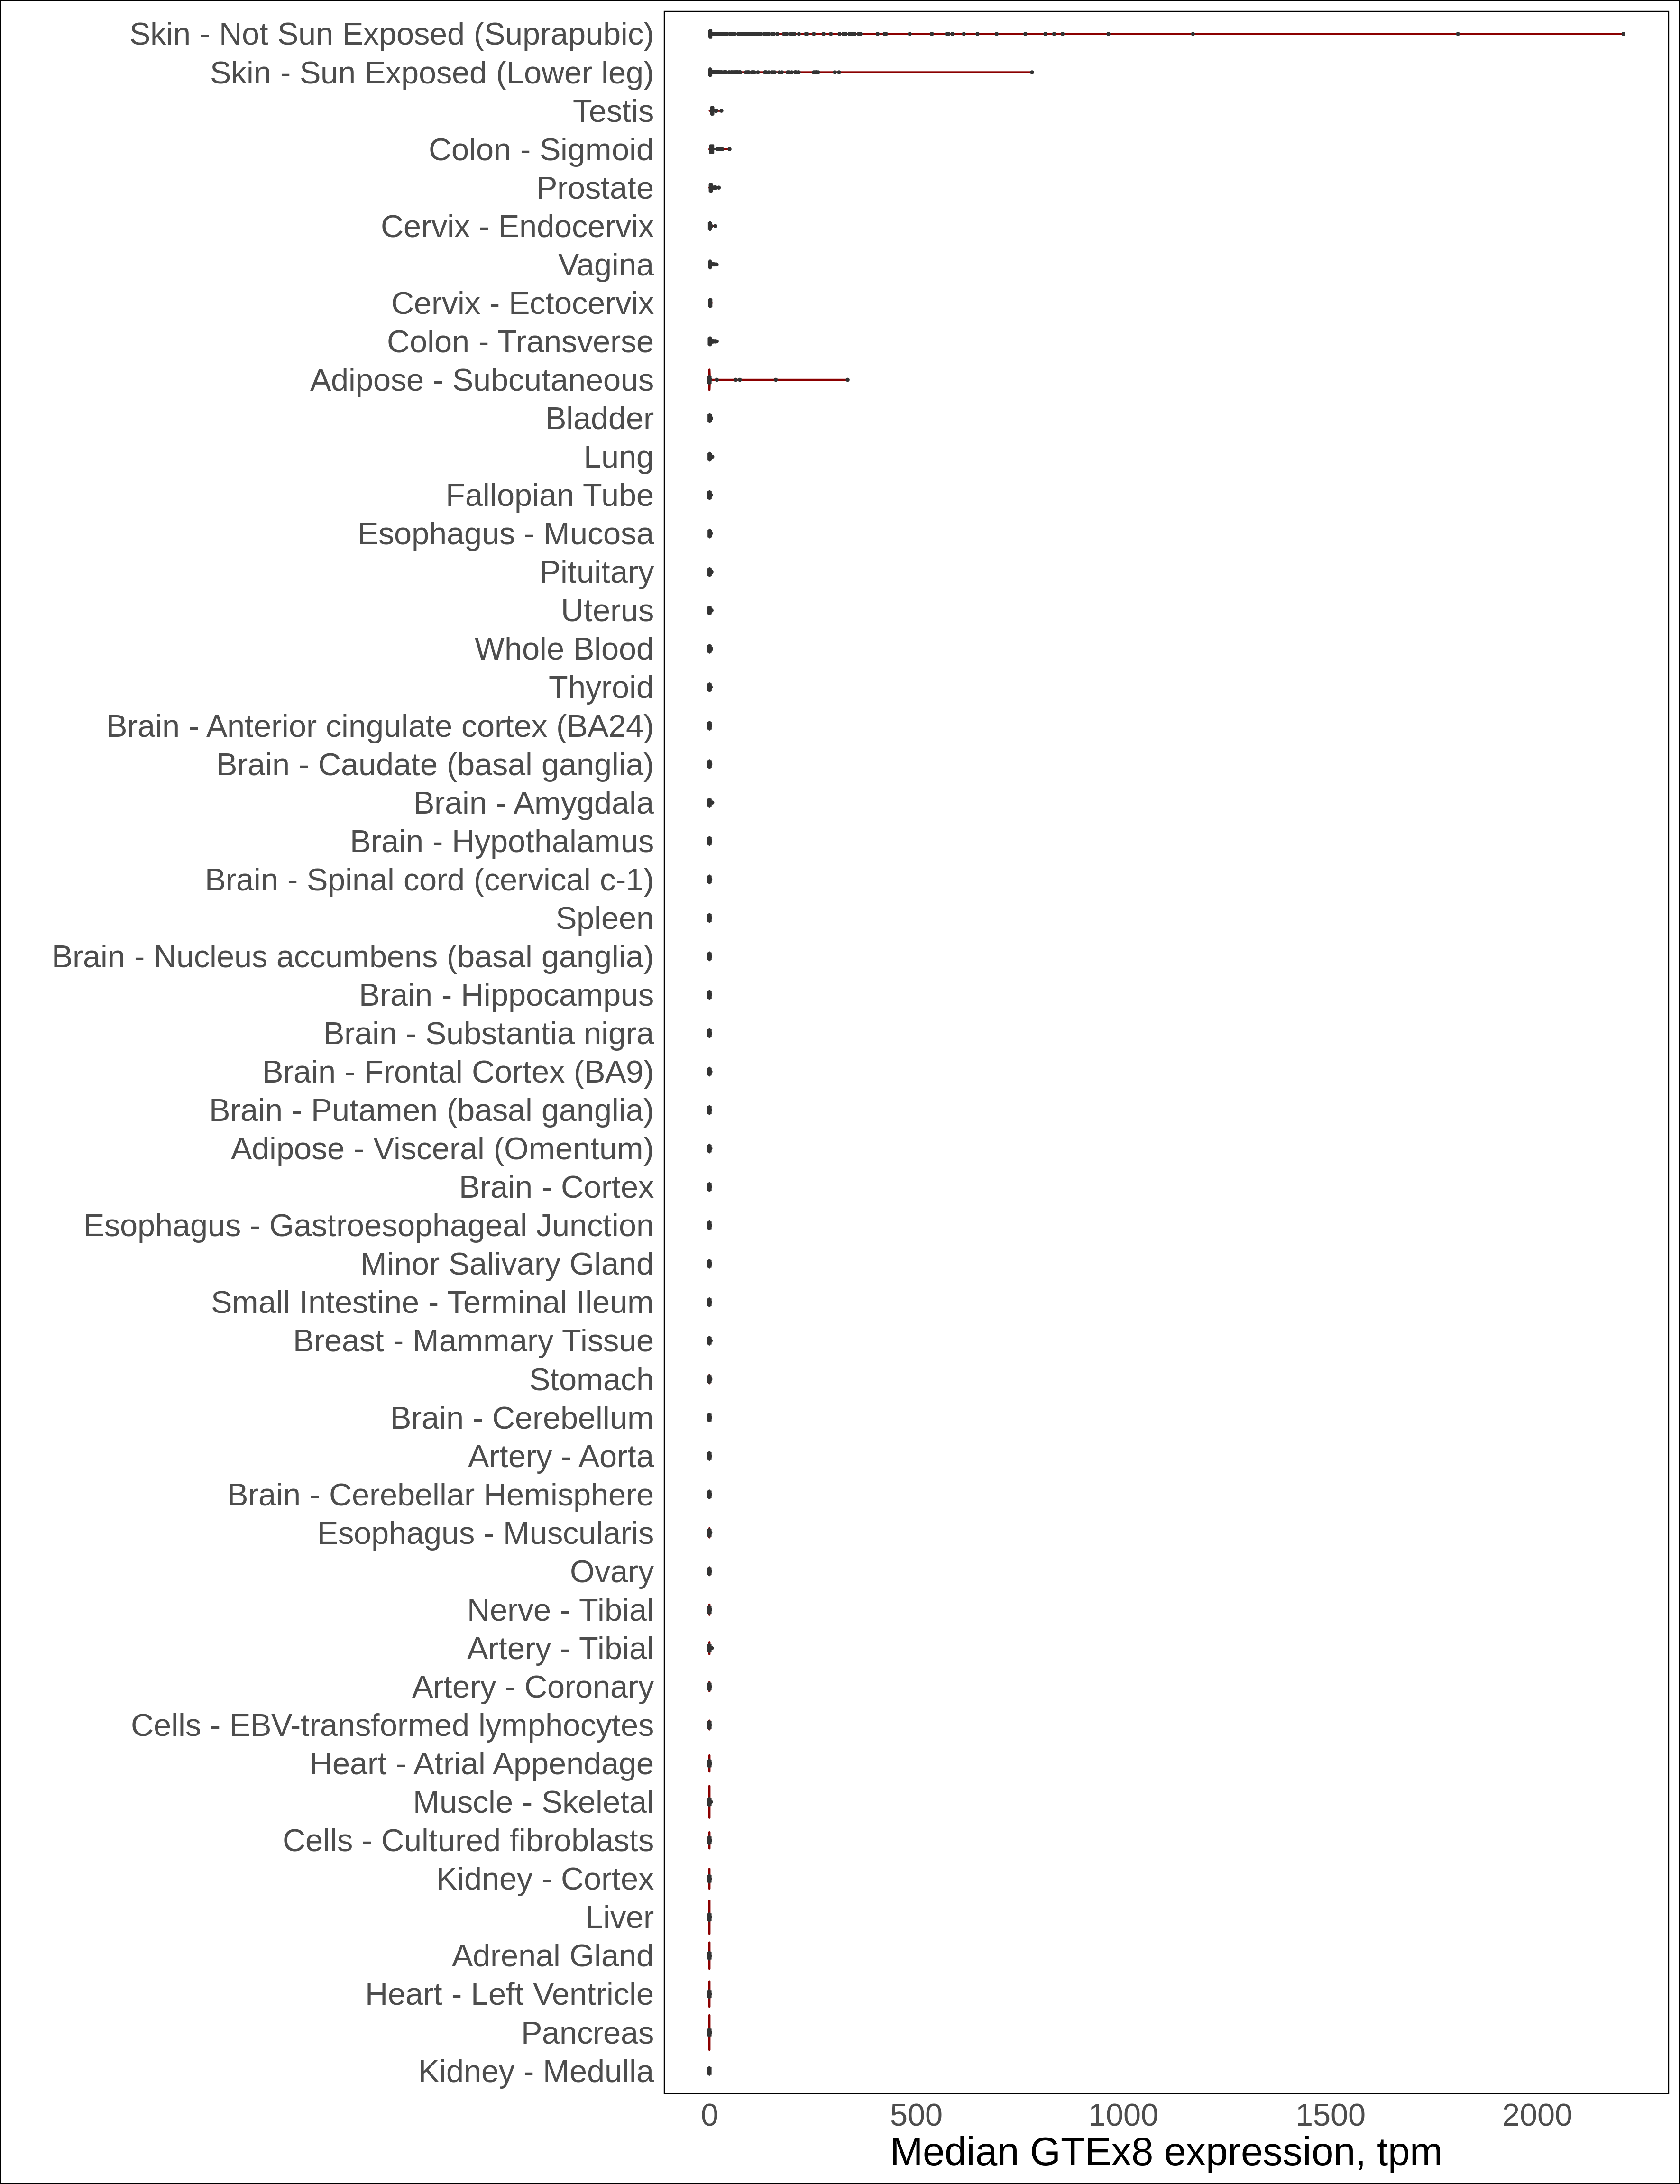 Skin - Not Sun Exposed (Suprapubic)
Skin - Sun Exposed (Lower leg)
Testis
Colon - Sigmoid
Prostate
Cervix - Endocervix
Vagina
Cervix - Ectocervix
Colon - Transverse
Adipose - Subcutaneous
Bladder
Lung
Fallopian Tube
Esophagus - Mucosa
Pituitary
Uterus
Whole Blood
Thyroid
Brain - Anterior cingulate cortex (BA24)
Brain - Caudate (basal ganglia)
Brain - Amygdala
Brain - Hypothalamus
Brain - Spinal cord (cervical c-1)
Spleen
Brain - Nucleus accumbens (basal ganglia)
Brain - Hippocampus
Brain - Substantia nigra
Brain - Frontal Cortex (BA9)
Brain - Putamen (basal ganglia)
Adipose - Visceral (Omentum)
Brain - Cortex
Esophagus - Gastroesophageal Junction
Minor Salivary Gland
Small Intestine - Terminal Ileum
Breast - Mammary Tissue
Stomach
Brain - Cerebellum
Artery - Aorta
Brain - Cerebellar Hemisphere
Esophagus - Muscularis
Ovary
Nerve - Tibial
Artery - Tibial
Artery - Coronary
Cells - EBV-transformed lymphocytes
Heart - Atrial Appendage
Muscle - Skeletal
Cells - Cultured fibroblasts
Kidney - Cortex
Liver
Adrenal Gland
Heart - Left Ventricle
Pancreas
Kidney - Medulla
0 500 1000 1500 2000
Median GTEx8 expression, tpm